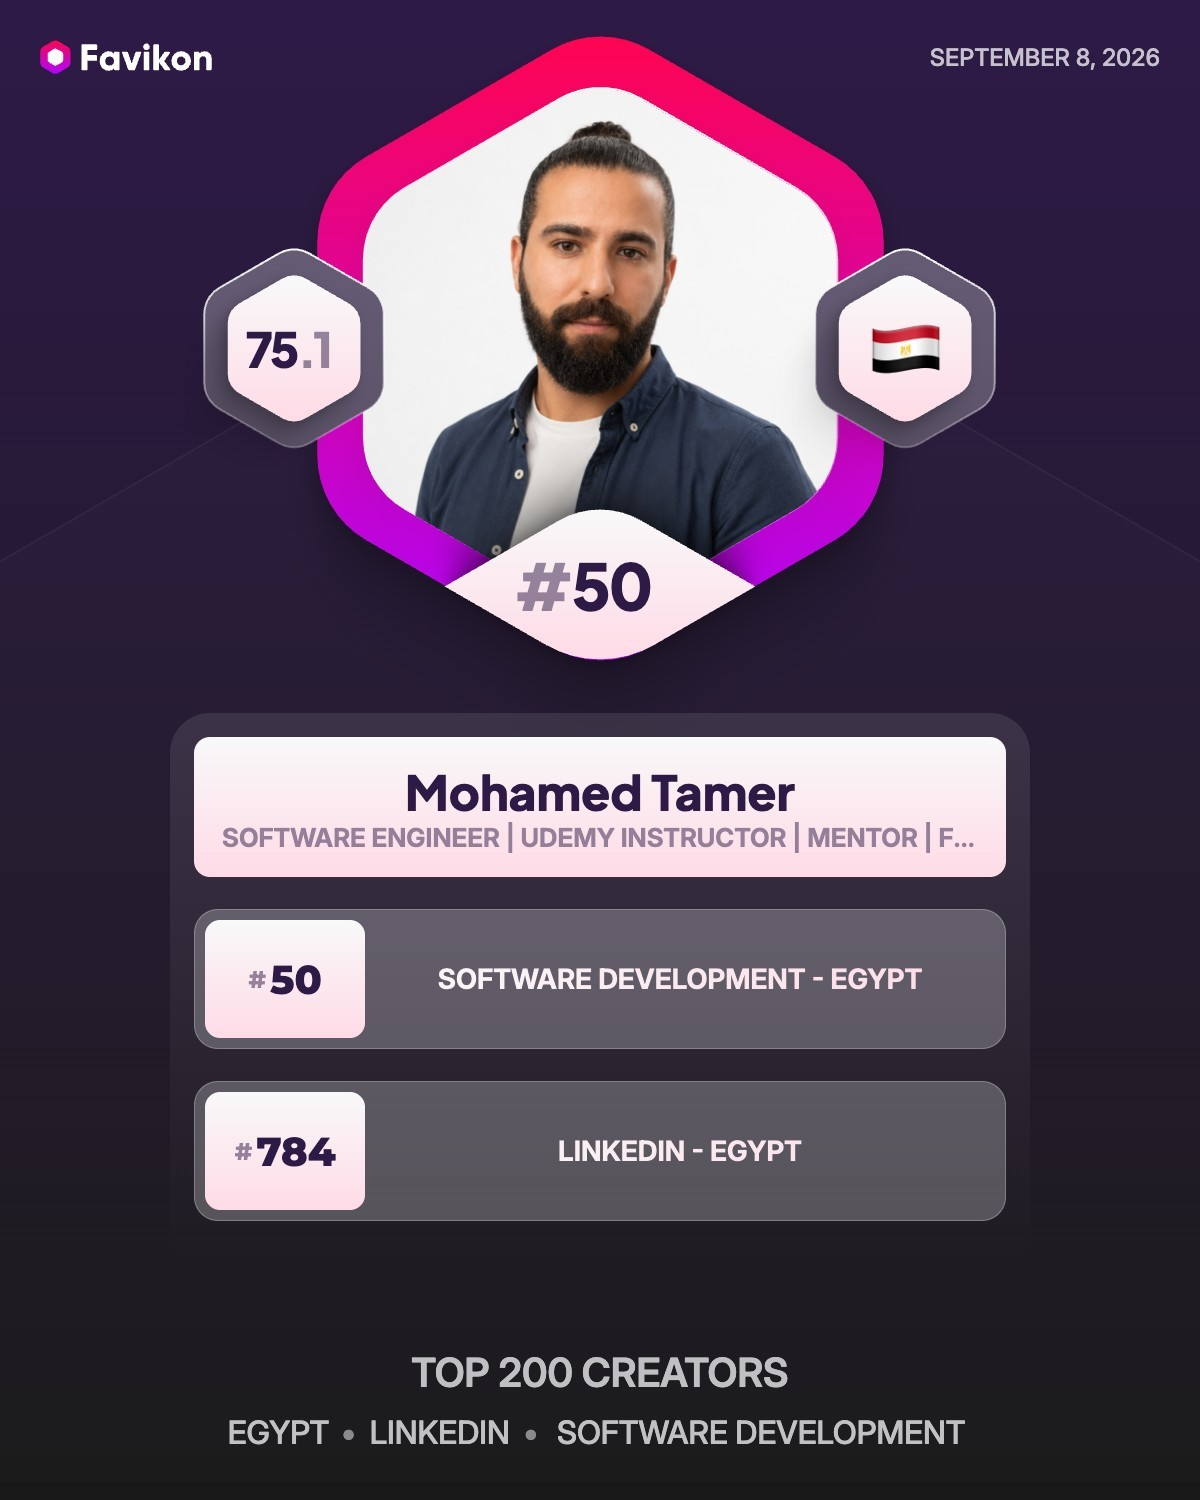 Favikon
SEPTEMBER 8, 2026
75.1
#50
Mohamed Tamer
SOFTWARE ENGINEER | UDEMY INSTRUCTOR | MENTOR | F...
#50
SOFTWARE DEVELOPMENT - EGYPT
#784
LINKEDIN - EGYPT
TOP 200 CREATORS
EGYPT • LINKEDIN • SOFTWARE DEVELOPMENT